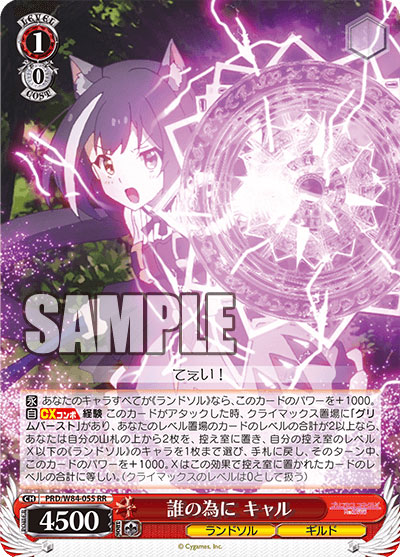 LEVEL
1
0
COST
SAMPLE
てぇい！
永 あなたのキャラすべてが《ランドソル》なら、このカードのパワーを＋1000。
自 CXコンボ 経験 このカードがアタックした時、クライマックス置場に「グリ
ムバースト」があり、あなたのレベル置場のカードのレベルの合計が2以上なら、
あなたは自分の山札の上から2枚を、控え室に置き、自分の控え室のレベル
X以下の《ランドソル》のキャラを1枚まで選び、手札に戻し、そのターン中、
このカードのパワーを＋1000。Xはこの効果で控え室に置かれたカードのレ
ベルの合計に等しい。（クライマックスのレベルは0として扱う）
CH PRD/W84-055 RR
POWER
4500
誰の為に キャル
ランドソル
ギルド
© Cygames, Inc.